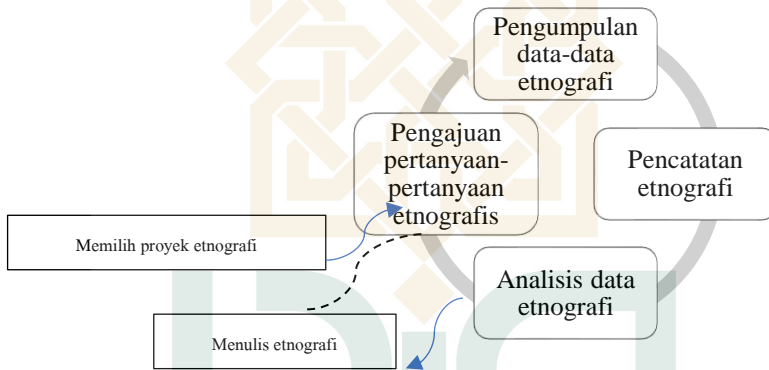 Pengumpulan
data-data
etnografi
Pengajuan
pertanyaan-
pertanyaan
etnografis
Pencatatan
etnografi
Memilih proyek etnografi
Analisis data
etnografi
Menulis etnografi